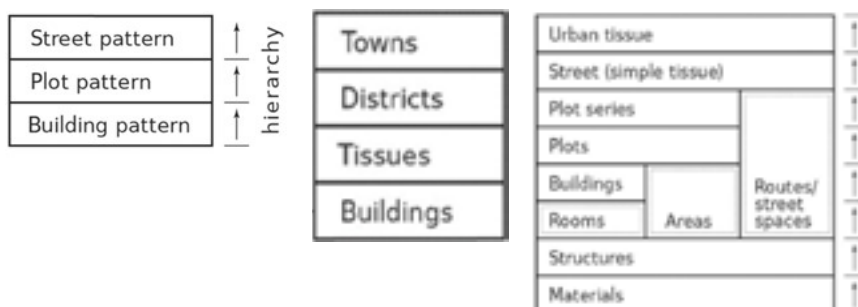 Street pattern
Plot pattern
Building pattern
hierarchy
Towns
Districts
Tissues
Buildings
Urban tissue
Street (simple tissue)
Plot series
Plots
Buildings
Rooms
Areas
Routes/
street
spaces
Structures
Materials